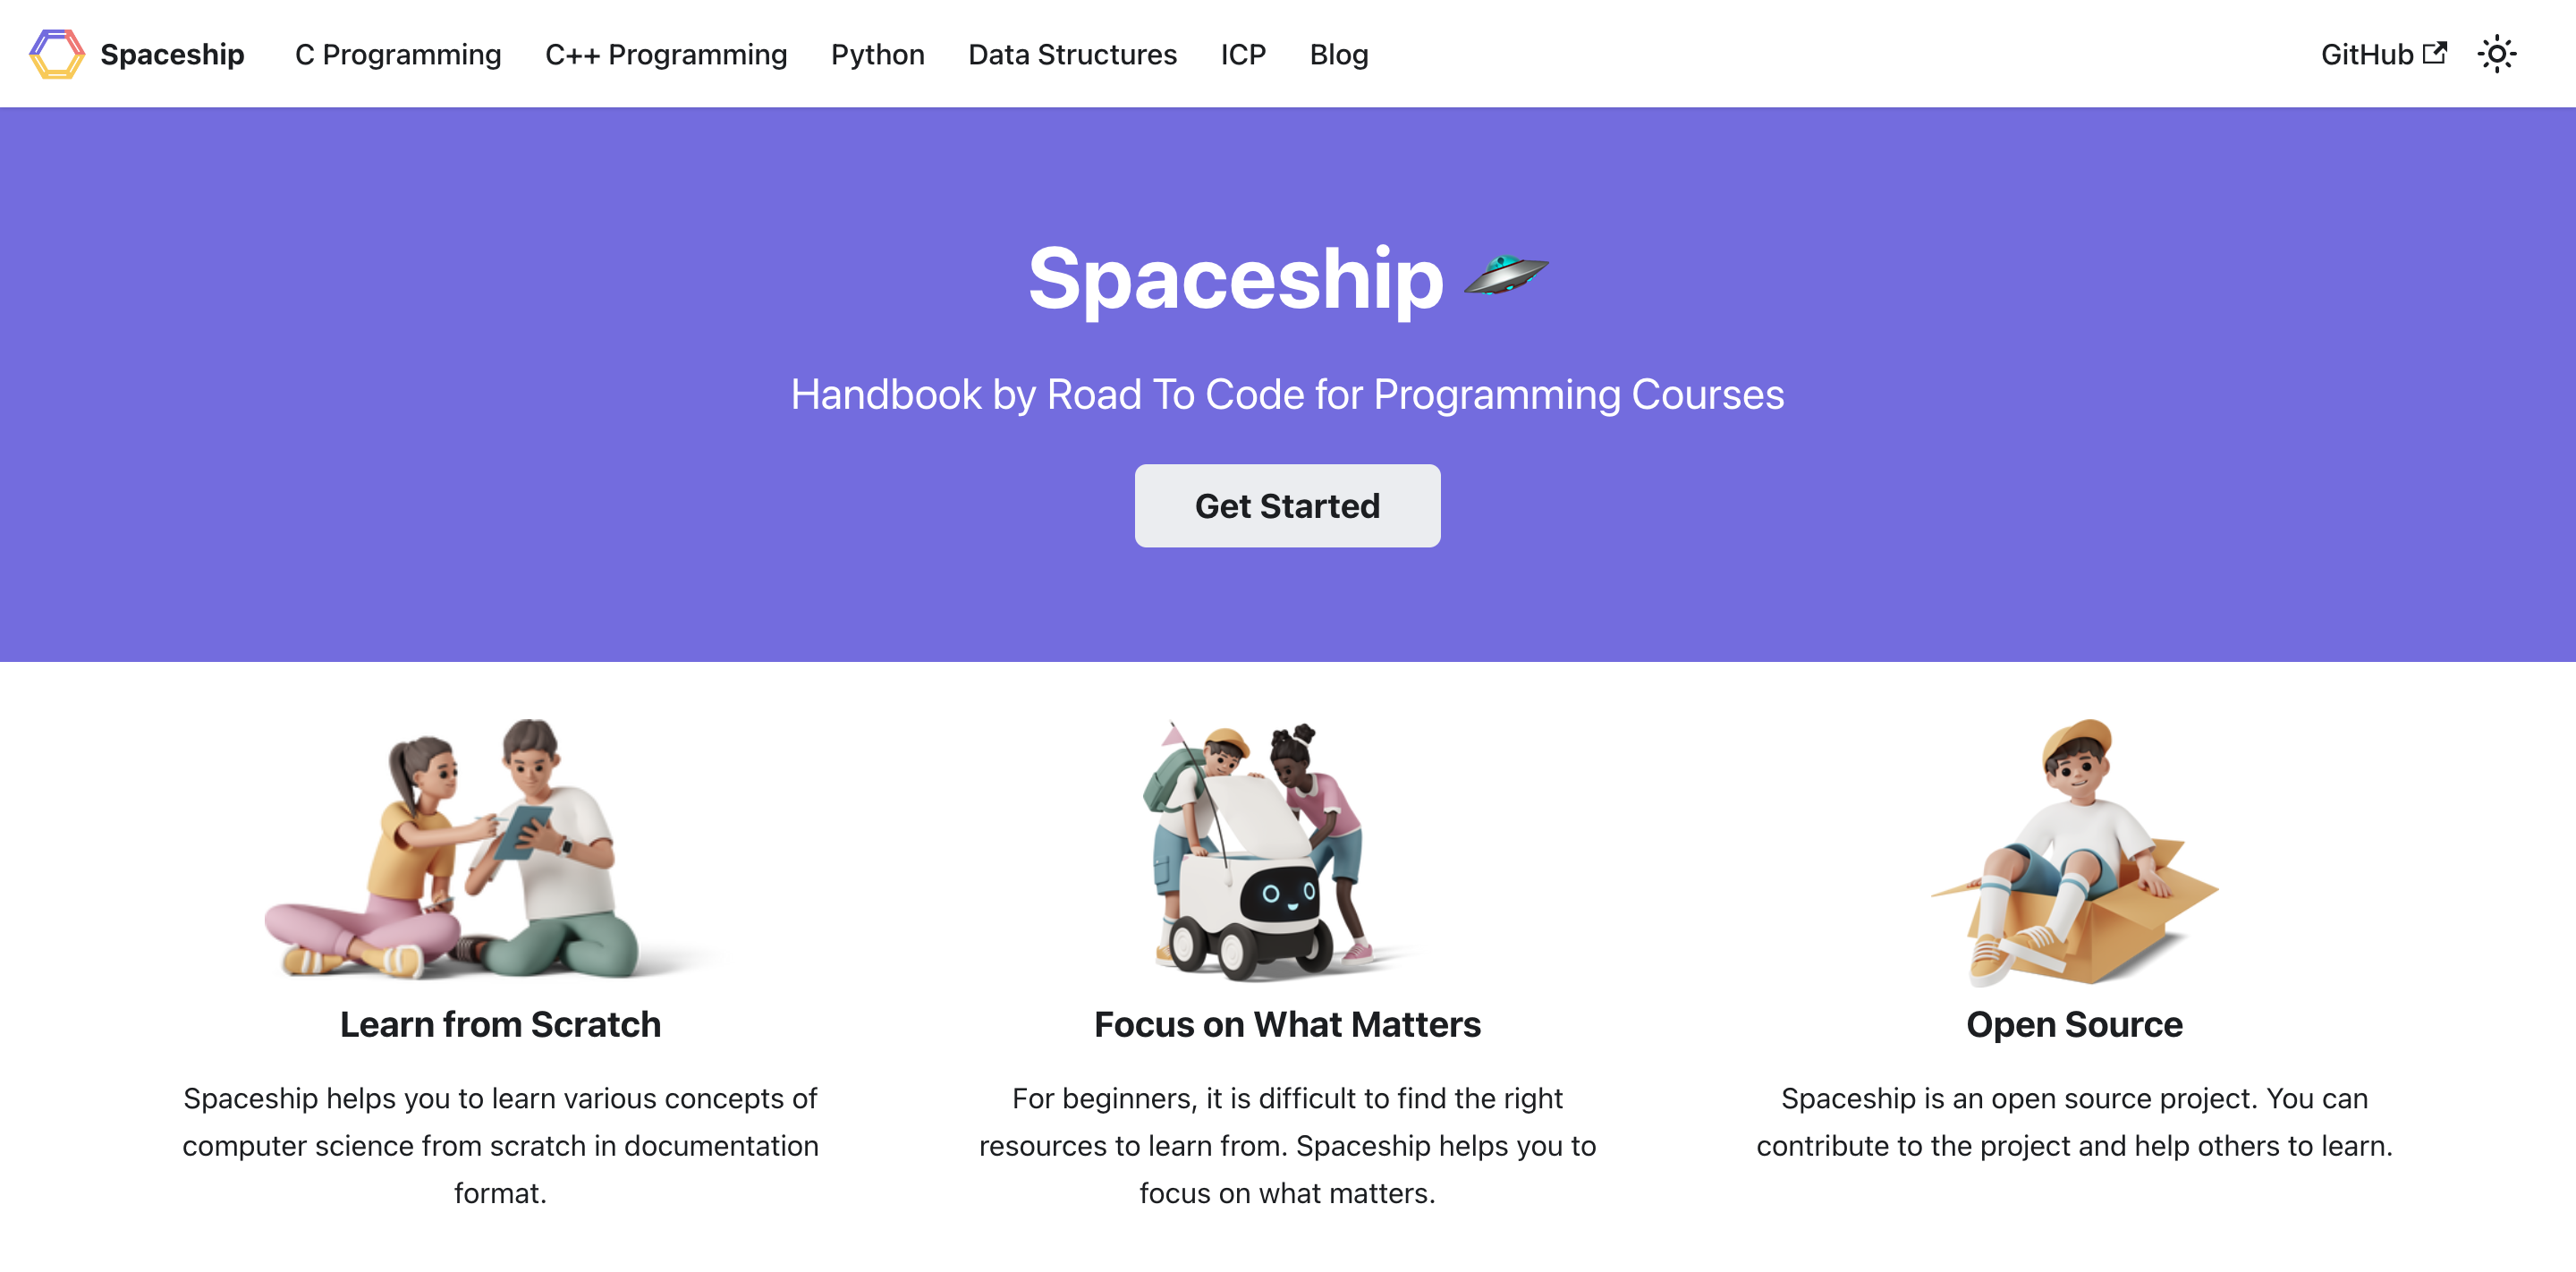 Spaceship C Programming C++ Programming Python Data Structures ICP Blog GitHub
Spaceship 🛸
Handbook by Road To Code for Programming Courses
Get Started
Learn from Scratch
Spaceship helps you to learn various concepts of
computer science from scratch in documentation
format.
Focus on What Matters
For beginners, it is difficult to find the right
resources to learn from. Spaceship helps you to
focus on what matters.
Open Source
Spaceship is an open source project. You can
contribute to the project and help others to learn.